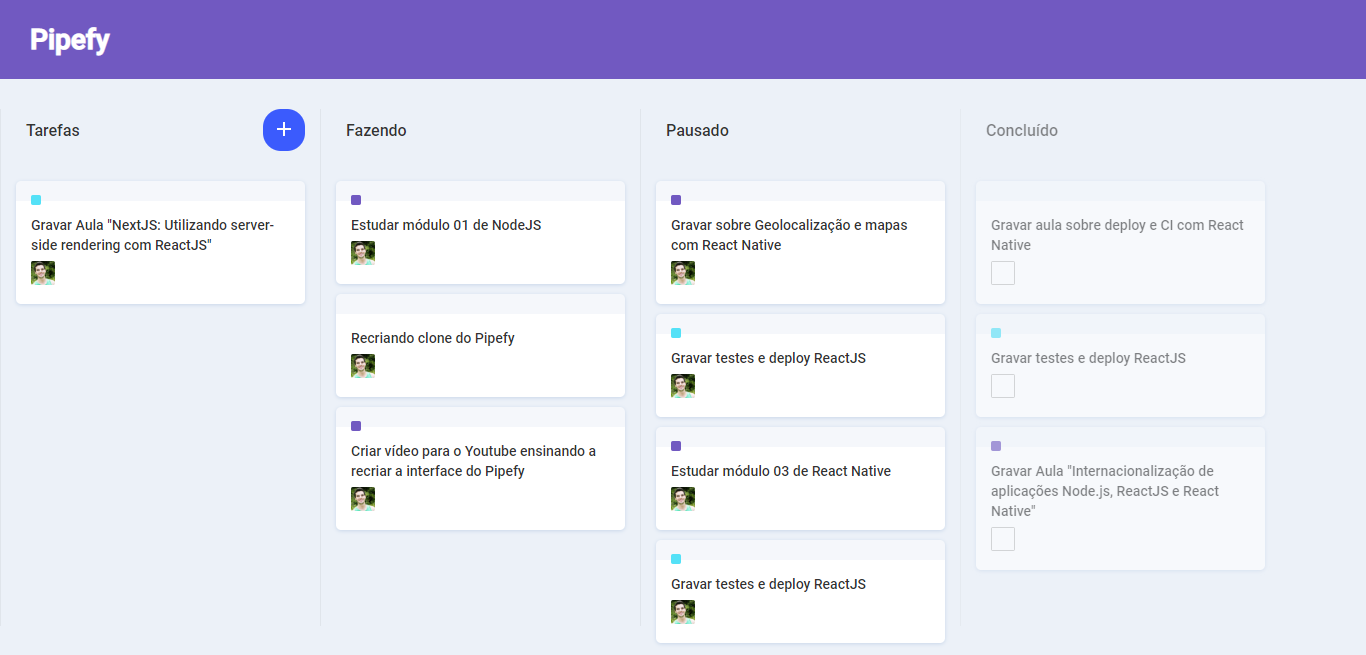 Pipefy
Tarefas
Gravar Aula "NextJS: Utilizando server-
side rendering com ReactJS"
Fazendo
Estudar módulo 01 de NodeJS
Recriando clone do Pipefy
Criar vídeo para o Youtube ensinando a
recriar a interface do Pipefy
Pausado
Gravar sobre Geolocalização e mapas
com React Native
Gravar testes e deploy ReactJS
Estudar módulo 03 de React Native
Gravar testes e deploy ReactJS
Concluído
Gravar aula sobre deploy e CI com React
Native
Gravar testes e deploy ReactJS
Gravar Aula "Internacionalização de
aplicações Node.js, ReactJS e React
Native"